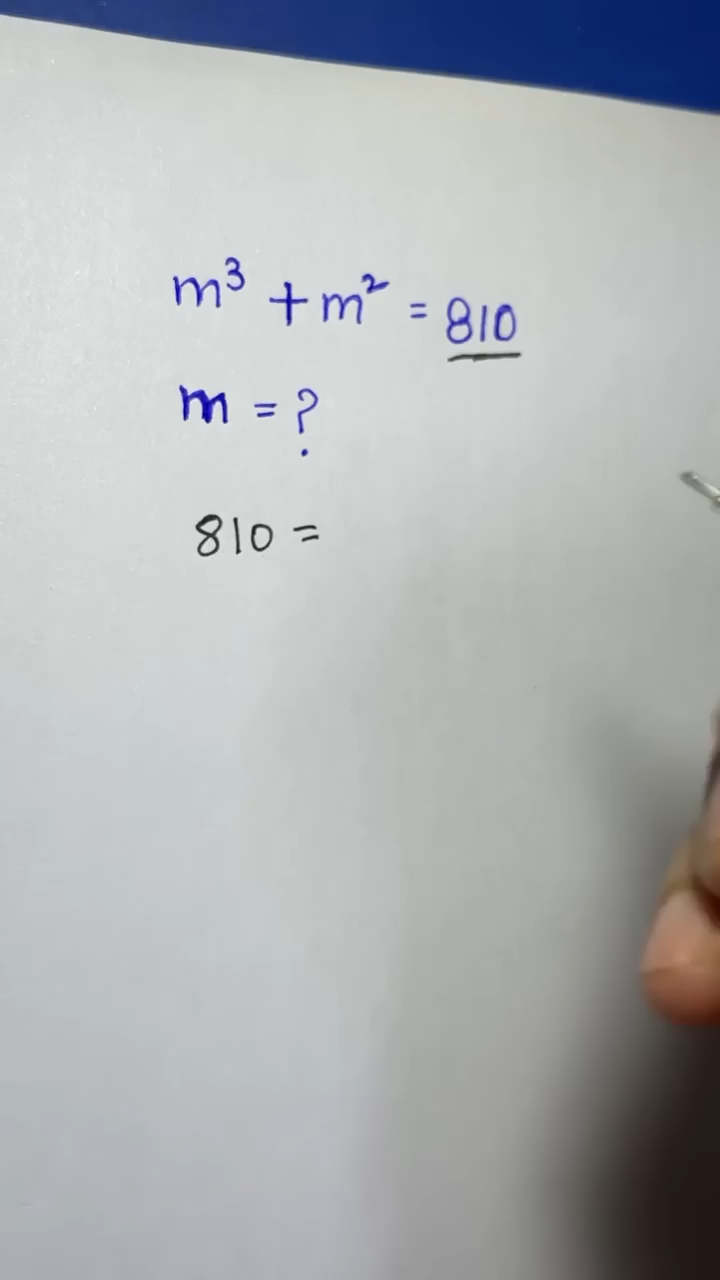 m³ + m² = 810
m = ?
810 =